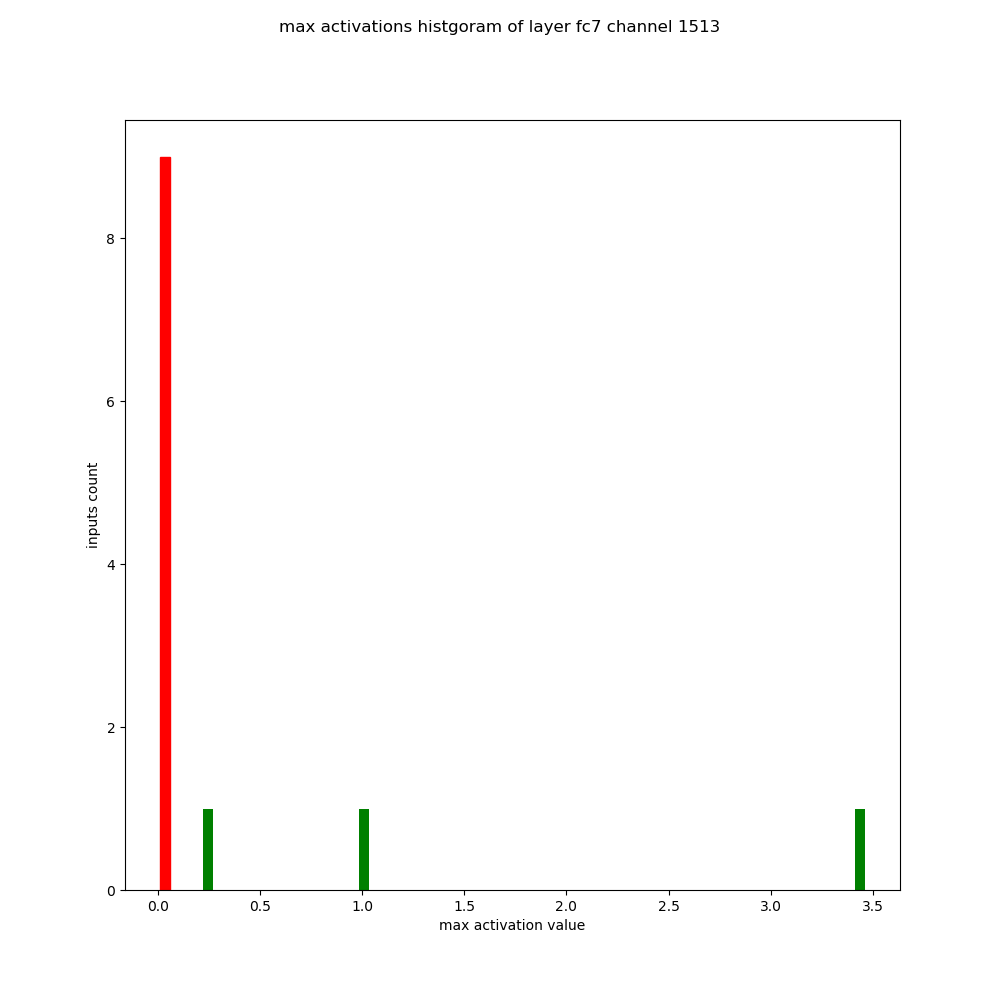 max activations histgoram of layer fc7 channel 1513
8
6
4
2
0
inputs count
0.0 0.5 1.0 1.5 2.0 2.5 3.0 3.5
max activation value